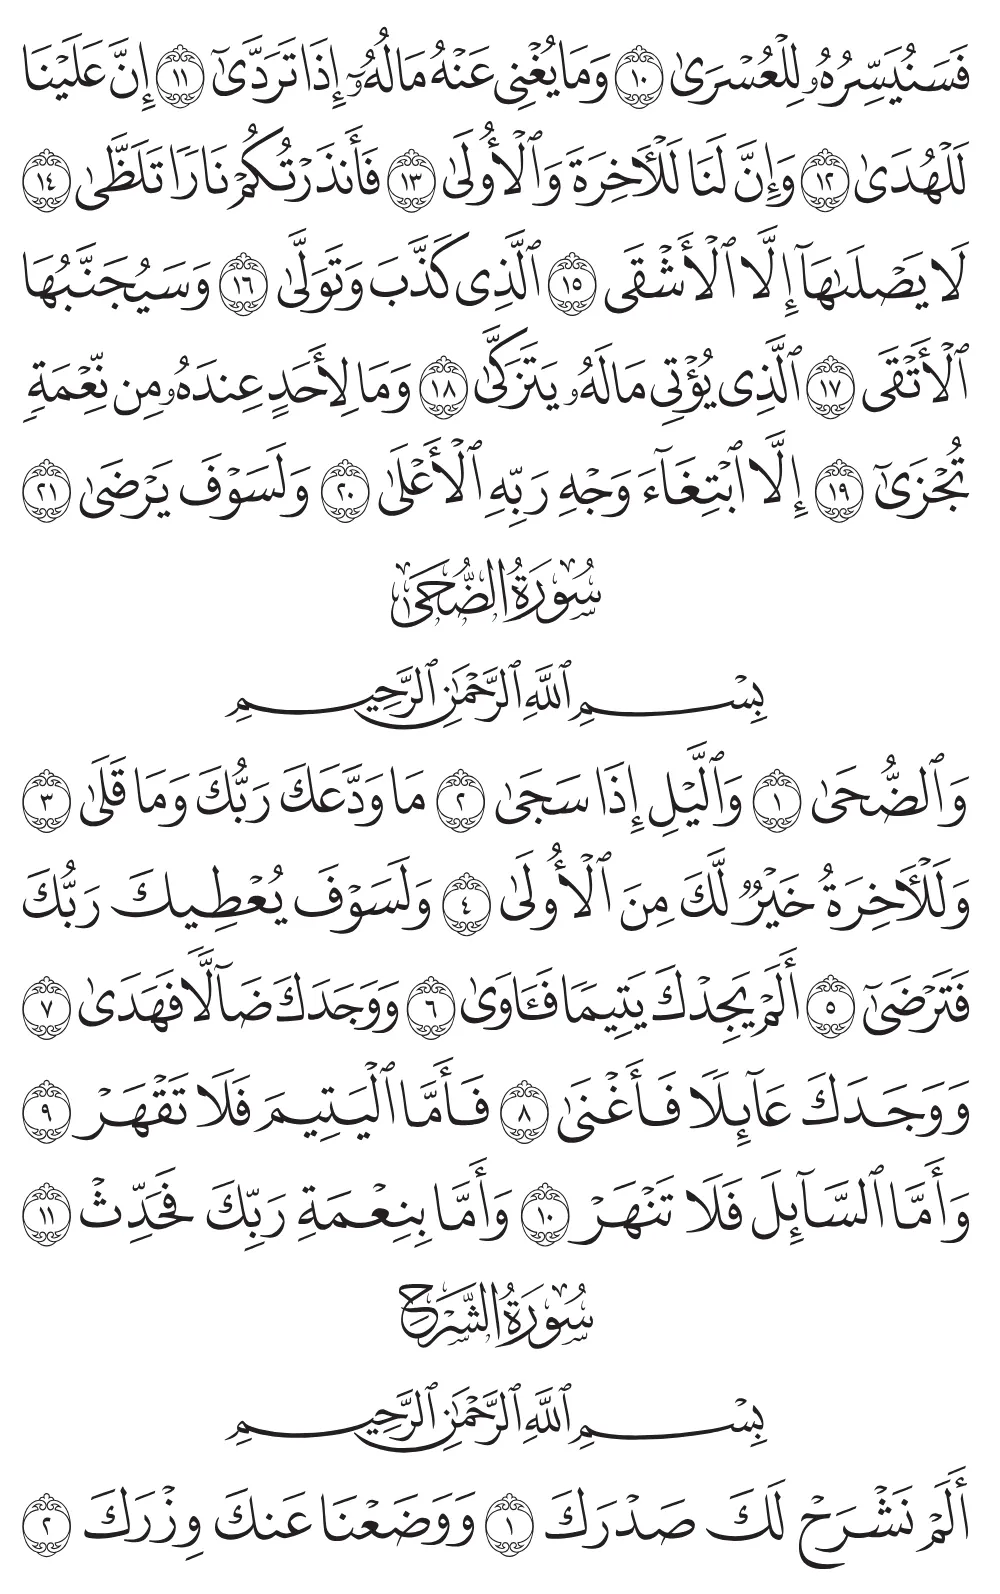 فَسَنُيَسِّرُهُۥ لِلْعُسْرَىٰ ١٠ وَمَا يُغْنِى عَنْهُ مَالُهُۥٓ إِذَا تَرَدَّىٰٓ ١١ إِنَّ عَلَيْنَا
لَلْهُدَىٰ ١٢ وَإِنَّ لَنَا لَلْـَٔاخِرَةَ وَٱلْأُولَىٰ ١٣ فَأَنذَرْتُكُمْ نَارًا تَلَظَّىٰ ١٤
لَا يَصْلَىٰهَآ إِلَّا ٱلْأَشْقَى ١٥ ٱلَّذِى كَذَّبَ وَتَوَلَّىٰ ١٦ وَسَيُجَنَّبُهَا
ٱلْأَتْقَى ١٧ ٱلَّذِى يُؤْتِى مَالَهُۥ يَتَزَكَّىٰ ١٨ وَمَا لِأَحَدٍ عِندَهُۥ مِن نِّعْمَةٍ
تُجْزَىٰٓ ١٩ إِلَّا ٱبْتِغَآءَ وَجْهِ رَبِّهِ ٱلْأَعْلَىٰ ٢٠ وَلَسَوْفَ يَرْضَىٰ ٢١
سُورَةُ الضُّحَىٰ
بِسْمِ ٱللَّهِ ٱلرَّحْمَـٰنِ ٱلرَّحِيمِ
وَٱلضُّحَىٰ ١ وَٱلَّيْلِ إِذَا سَجَىٰ ٢ مَا وَدَّعَكَ رَبُّكَ وَمَا قَلَىٰ ٣
وَلَلْـَٔاخِرَةُ خَيْرٌ لَّكَ مِنَ ٱلْأُولَىٰ ٤ وَلَسَوْفَ يُعْطِيكَ رَبُّكَ
فَتَرْضَىٰٓ ٥ أَلَمْ يَجِدْكَ يَتِيمًا فَـَٔاوَىٰ ٦ وَوَجَدَكَ ضَآلًّا فَهَدَىٰ ٧
وَوَجَدَكَ عَآئِلًا فَأَغْنَىٰ ٨ فَأَمَّا ٱلْيَتِيمَ فَلَا تَقْهَرْ ٩
وَأَمَّا ٱلسَّآئِلَ فَلَا تَنْهَرْ ١٠ وَأَمَّا بِنِعْمَةِ رَبِّكَ فَحَدِّثْ ١١
سُورَةُ الشَّرْحِ
بِسْمِ ٱللَّهِ ٱلرَّحْمَـٰنِ ٱلرَّحِيمِ
أَلَمْ نَشْرَحْ لَكَ صَدْرَكَ ١ وَوَضَعْنَا عَنكَ وِزْرَكَ ٢